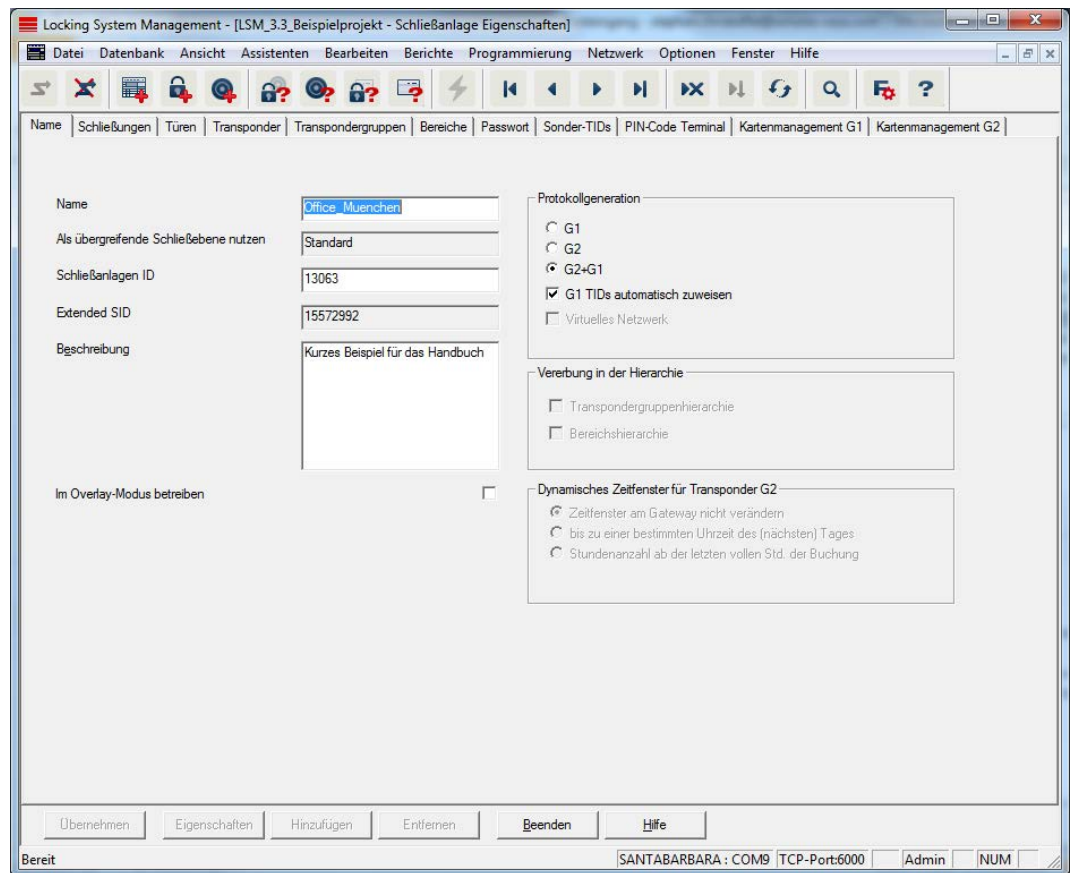 Locking System Management - [LSM_3.3_Beispielprojekt - Schließanlage Eigenschaften]
Datei Datenbank Ansicht Assistenten Bearbeiten Berichte Programmierung Netzwerk Optionen Fenster Hilfe
Name Schließungen Türen Transponder Transpondergruppen Bereiche Passwort Sonder-TIDs PIN-Code Terminal Kartenmanagement G1 Kartenmanagement G2
Name Office_Muenchen
Als übergreifende Schließebene nutzen Standard
Schließanlagen ID 13063
Extended SID 15572992
Beschreibung Kurzes Beispiel für das Handbuch
Im Overlay-Modus betreiben
Protokollgeneration
G1
G2
G2+G1
G1 TIDs automatisch zuweisen
Virtuelles Netzwerk
Vererbung in der Hierarchie
Transpondergruppenhierarchie
Bereichshierarchie
Dynamisches Zeitfenster für Transponder G2
Zeitfenster am Gateway nicht verändern
bis zu einer bestimmten Uhrzeit des (nächsten) Tages
Stundenanzahl ab der letzten vollen Std. der Buchung
Übernehmen Eigenschaften Hinzufügen Entfernen Beenden Hilfe
Bereit SANTABARBARA : COM9 TCP-Port:6000 Admin NUM